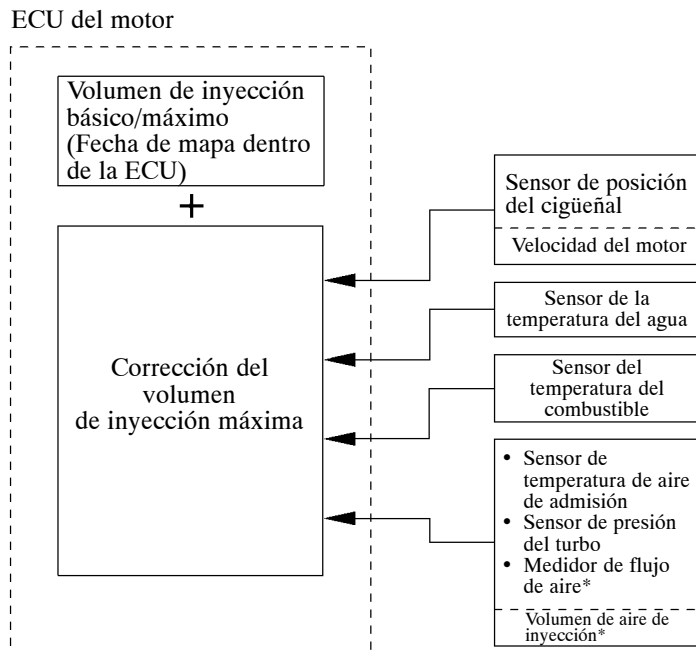 ECU del motor
Volumen de inyección
básico/máximo
(Fecha de mapa dentro
de la ECU)
+
Corrección del
volumen
de inyección máxima
Sensor de posición
del cigüeñal
Velocidad del motor
Sensor de la
temperatura del agua
Sensor del
temperatura del
combustible
• Sensor de
temperatura de aire
de admisión
• Sensor de presión
del turbo
• Medidor de flujo
de aire*
Volumen de aire de
inyección*